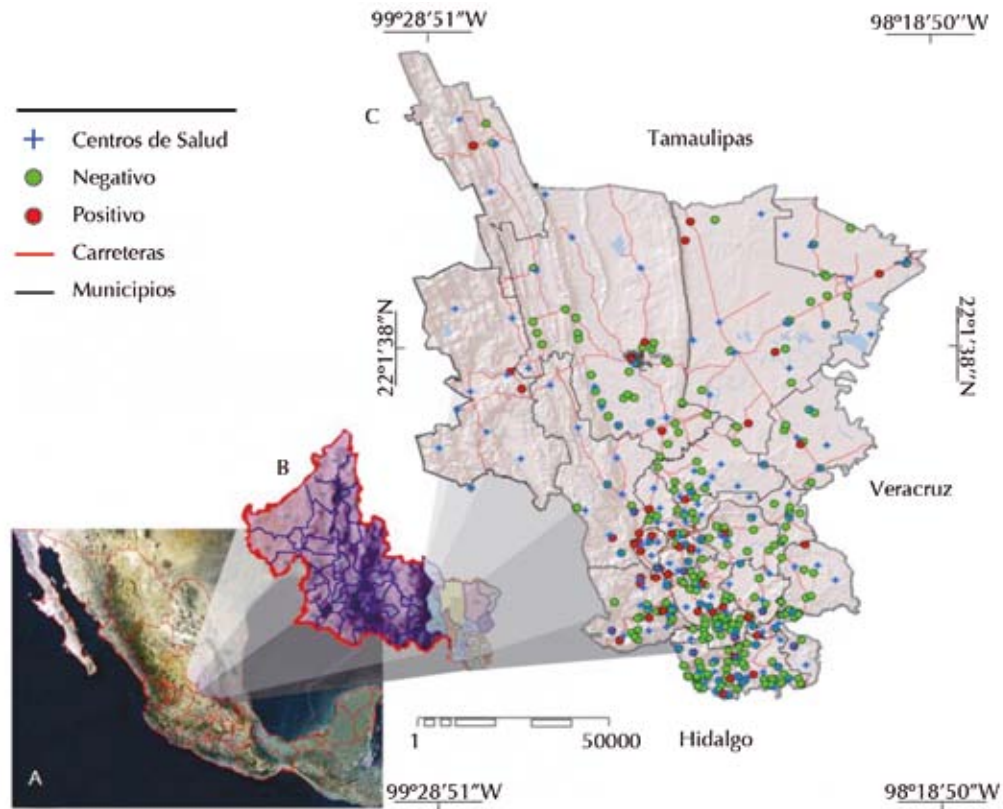 99°28'51"W
98°18'50"W
C
Centros de Salud
Negativo
Positivo
Carreteras
Municipios
Tamaulipas
22°1'38"N
22°1'38"N
B
Veracruz
A
1 50000
Hidalgo
99°28'51"W
98°18'50"W